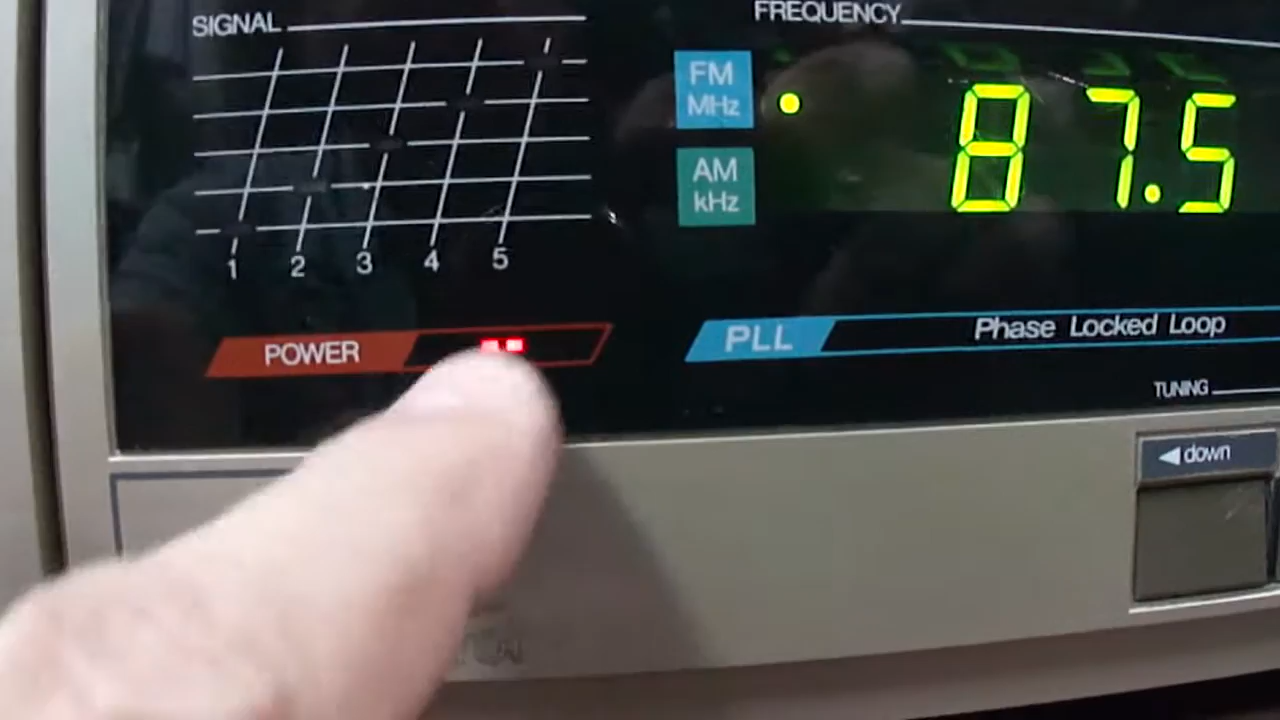 SIGNAL
FREQUENCY
FM
MHz
87.5
AM
kHz
1 2 3 4 5
POWER
PLL Phase Locked Loop
TUNING
down